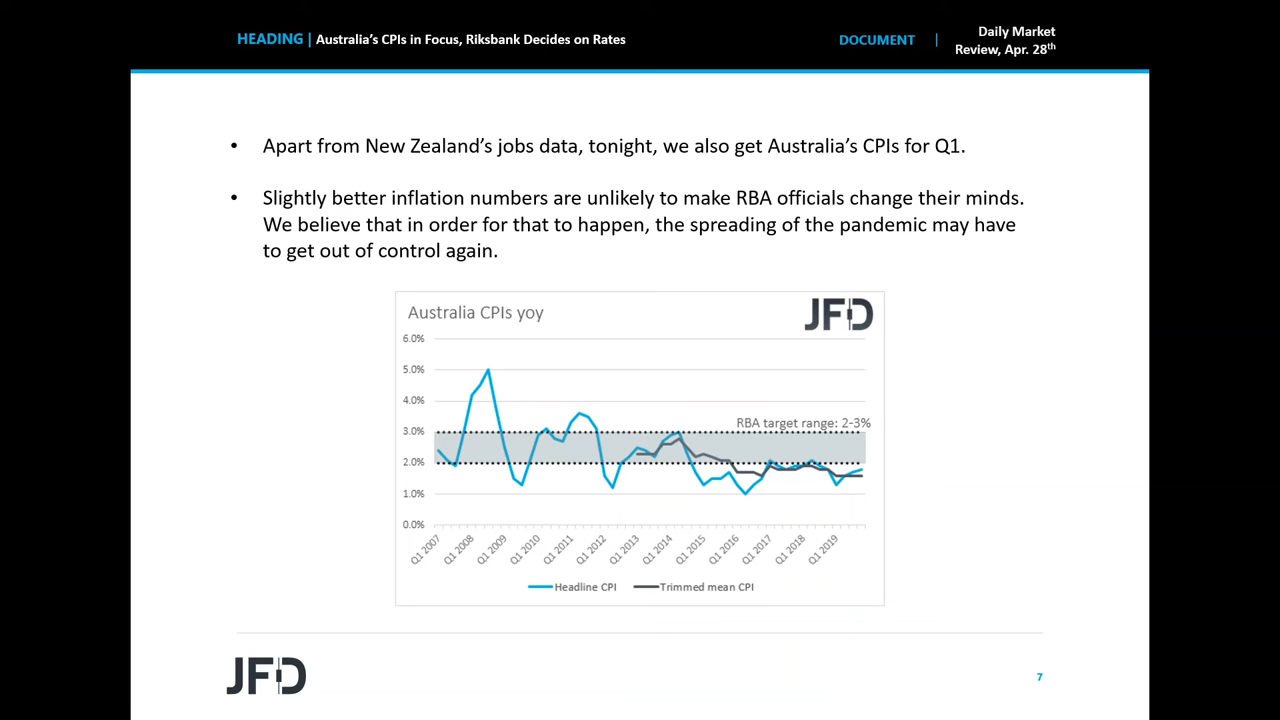 HEADING | Australia's CPIs in Focus, Riksbank Decides on Rates
DOCUMENT | Daily Market
Review, Apr. 28th
• Apart from New Zealand's jobs data, tonight, we also get Australia's CPIs for Q1.
• Slightly better inflation numbers are unlikely to make RBA officials change their minds.
We believe that in order for that to happen, the spreading of the pandemic may have
to get out of control again.
Australia CPIs yoy
JFD
6.0%
5.0%
4.0%
RBA target range: 2-3%
3.0%
2.0%
1.0%
0.0%
Q1 2007
Q1 2008
Q1 2009
Q1 2010
Q1 2011
Q1 2012
Q1 2013
Q1 2014
Q1 2015
Q1 2016
Q1 2017
Q1 2018
Q1 2019
Headline CPI
Trimmed mean CPI
JFD
7